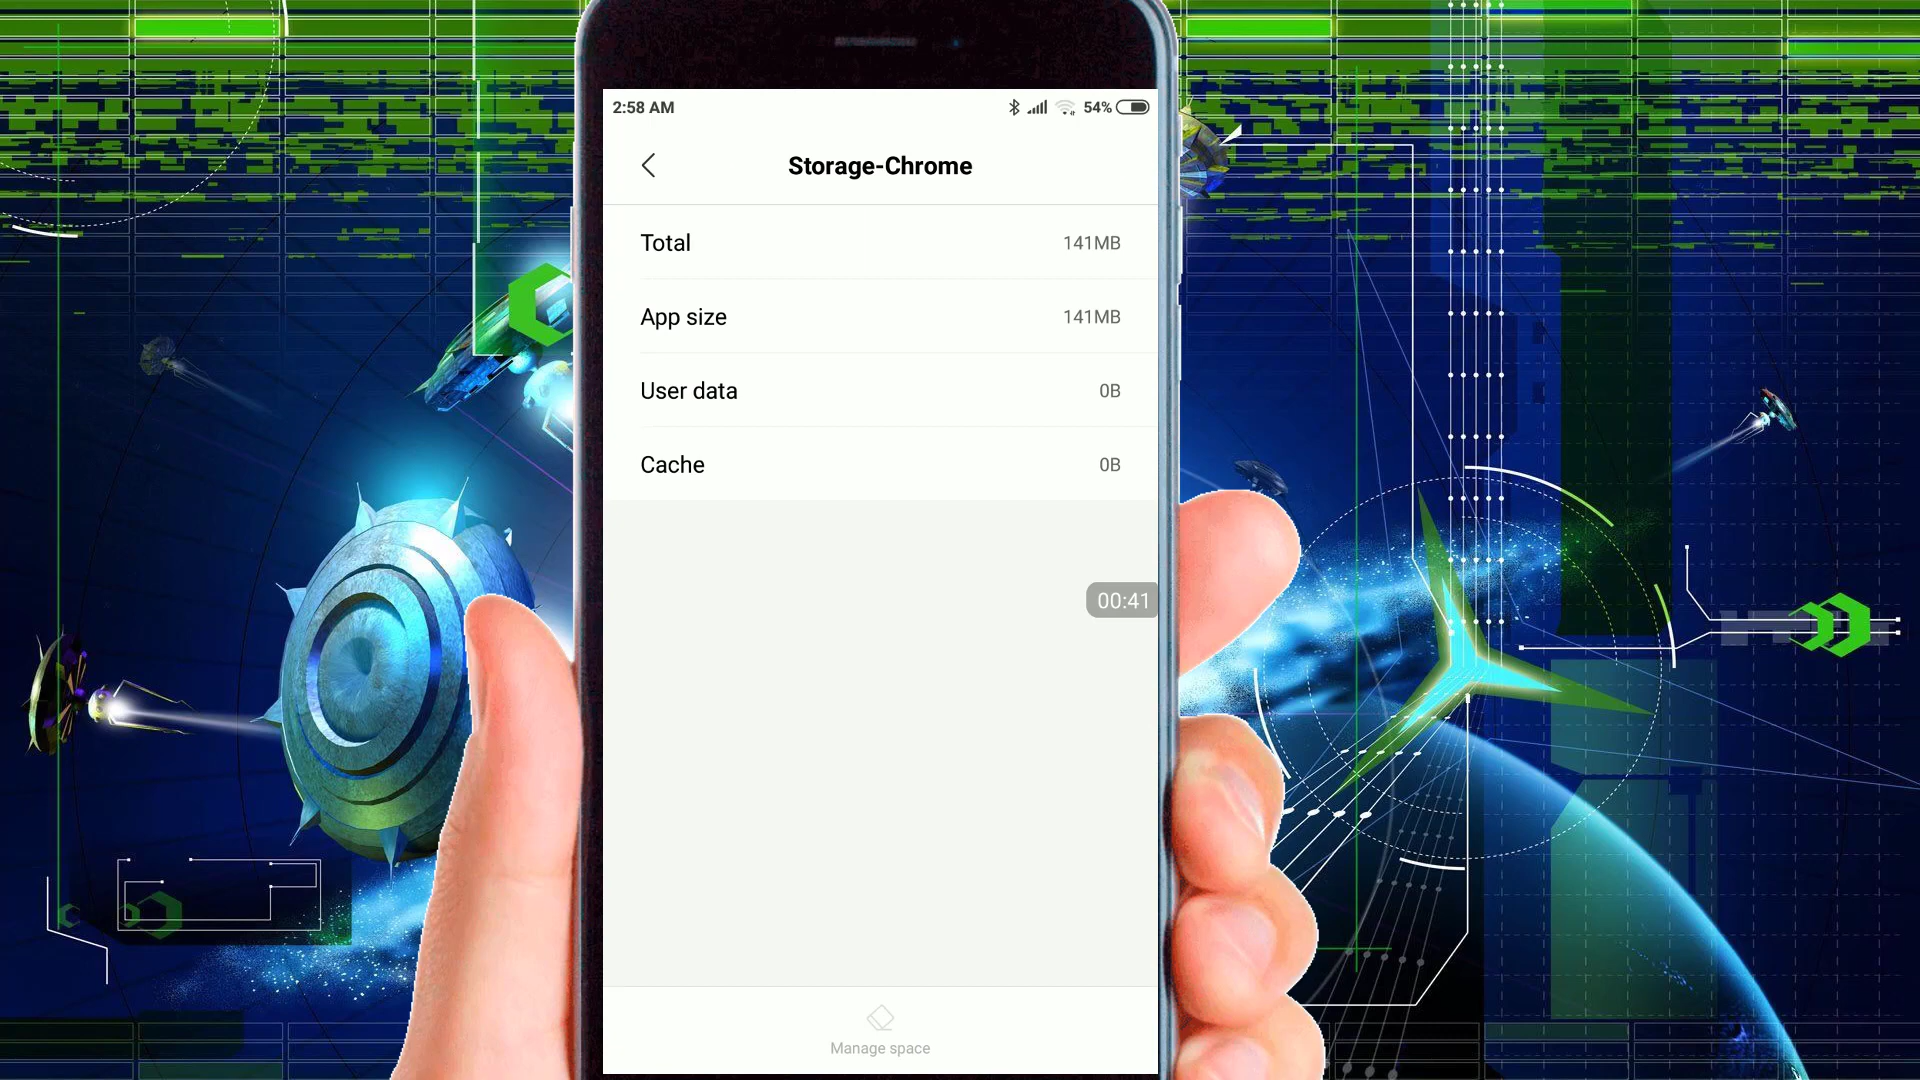 2:58 AM 54%
Storage-Chrome
Total 141MB
App size 141MB
User data 0B
Cache 0B
00:41
Manage space